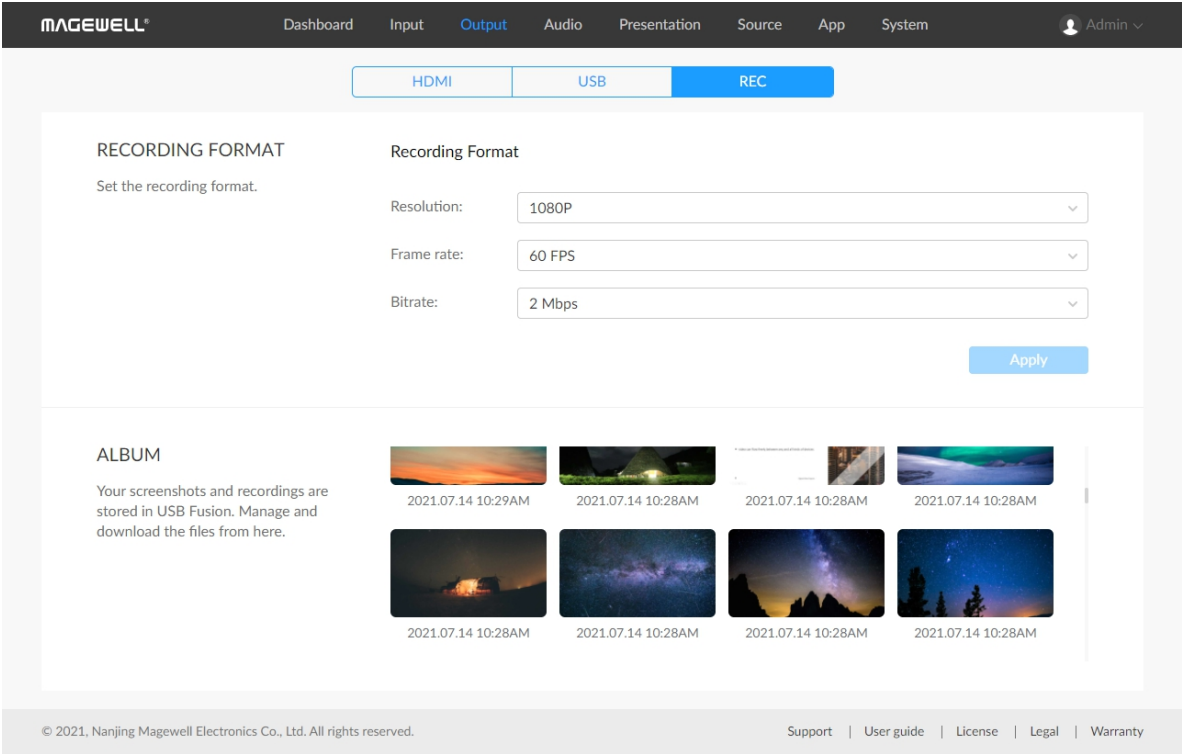 MAGEWELL®
Dashboard Input Output Audio Presentation Source App System Admin
HDMI USB REC
RECORDING FORMAT
Set the recording format.
Recording Format
Resolution: 1080P
Frame rate: 60 FPS
Bitrate: 2 Mbps
Apply
ALBUM
Your screenshots and recordings are
stored in USB Fusion. Manage and
download the files from here.
2021.07.14 10:29AM 2021.07.14 10:28AM 2021.07.14 10:28AM 2021.07.14 10:28AM
2021.07.14 10:28AM 2021.07.14 10:28AM 2021.07.14 10:28AM 2021.07.14 10:28AM
© 2021, Nanjing Magewell Electronics Co., Ltd. All rights reserved. Support | User guide | License | Legal | Warranty